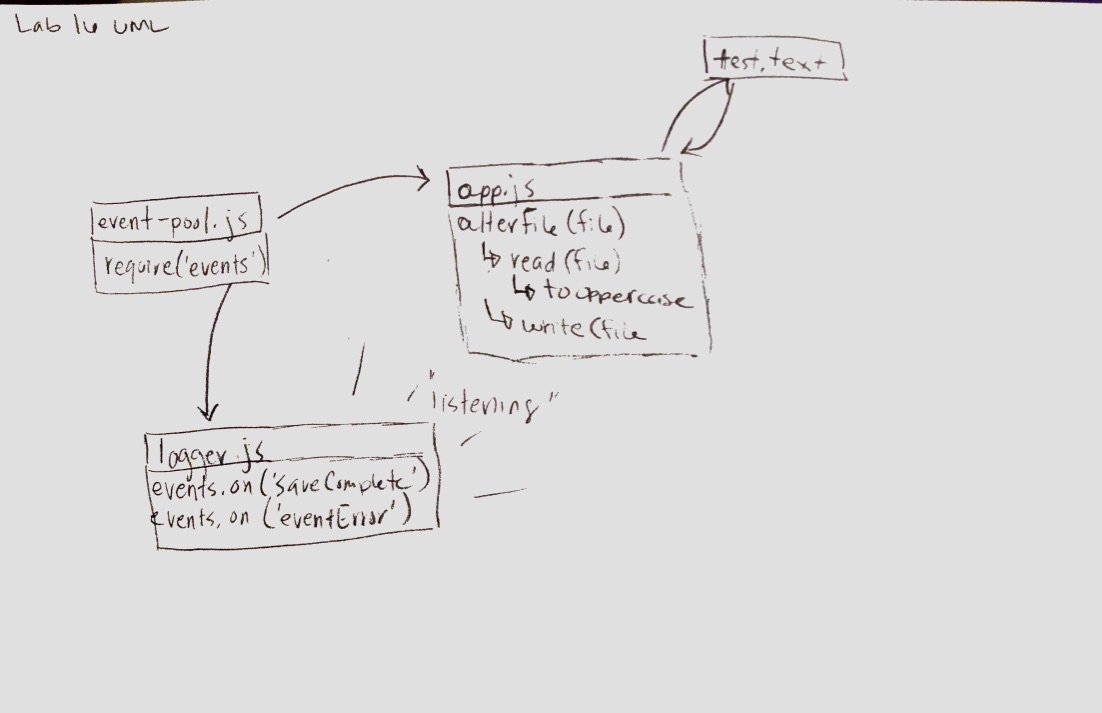 Lab 16 UML
test.text
app.js
alterFile(file)
↳ read(file)
↳ touppercase
↳ write(file
event-pool.js
require('events')
"listening"
logger.js
events.on('saveComplete')
events.on('eventError')